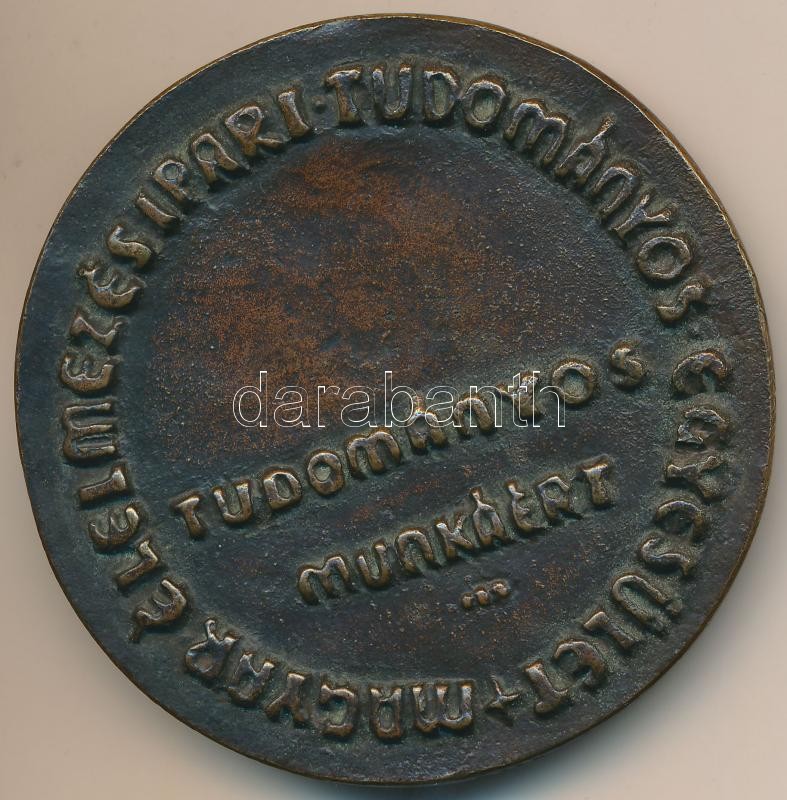 MAGYAR ÉLELMEZÉSIPARI · TUDOMÁNYOS EGYESÜLET +
TUDOMÁNYOS
MUNKÁÉRT
darabanth